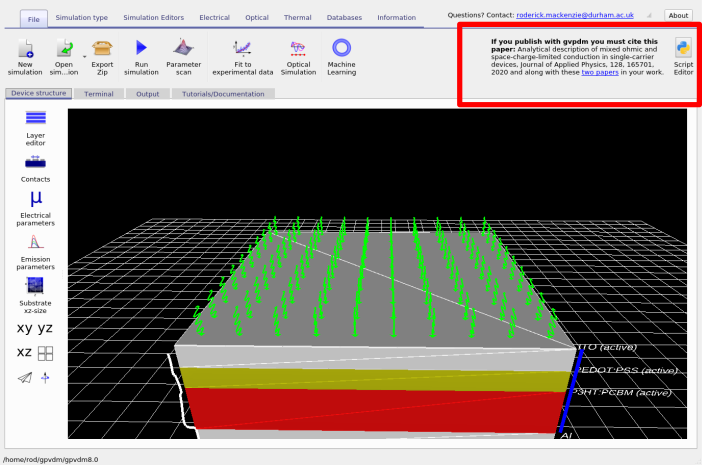 File Simulation type Simulation Editors Electrical Optical Thermal Databases Information
Questions? Contact: roderick.mackenzie@durham.ac.uk About
New simulation
Open sim...ion
Export Zip
Run simulation
Parameter scan
Fit to experimental data
Optical Simulation
Machine Learning
If you publish with gvpdm you must cite this
paper: Analytical description of mixed ohmic and
space-charge-limited conduction in single-carrier
devices, Journal of Applied Physics, 128, 165701,
2020 and along with these two papers in your work.
Script Editor
Device structure Terminal Output Tutorials/Documentation
Layer editor
Contacts
μ
Electrical parameters
Emission parameters
Substrate xz-size
xy yz
xz
ITO (active)
PEDOT:PSS (active)
P3HT:PCBM (active)
Al
/home/rod/gpvdm/gpvdm8.0